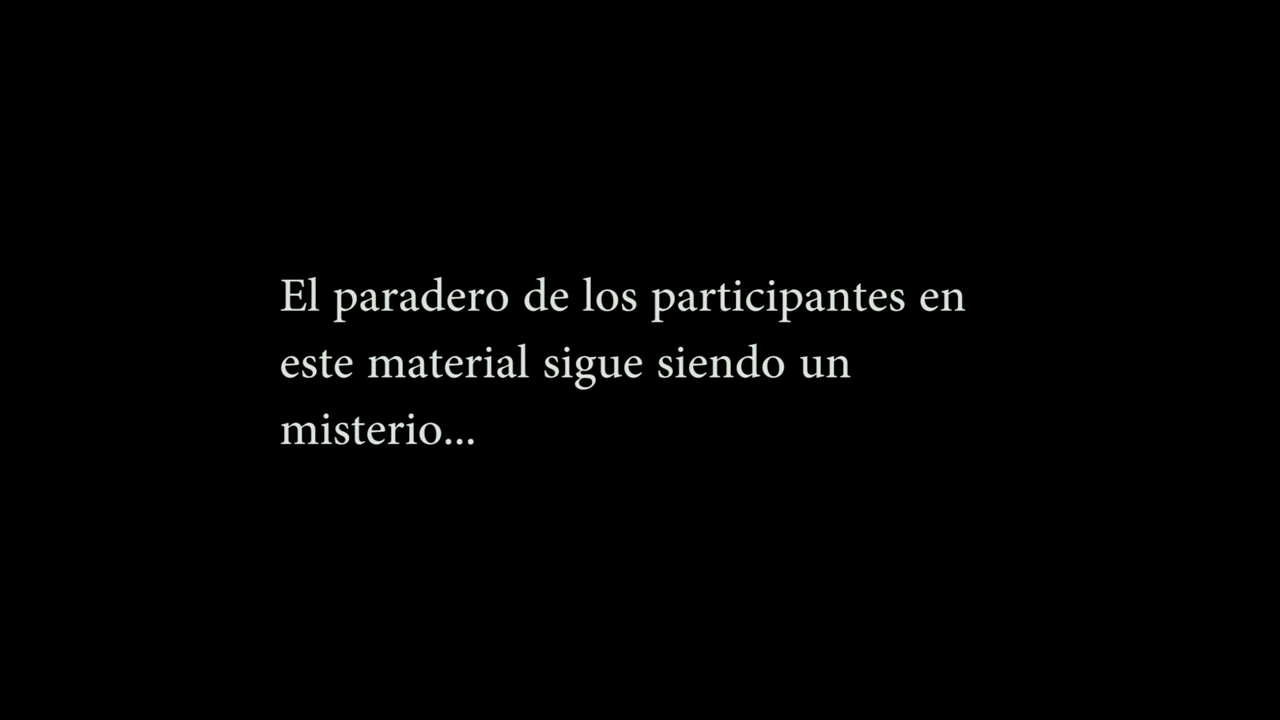 El paradero de los participantes en
este material sigue siendo un
misterio...